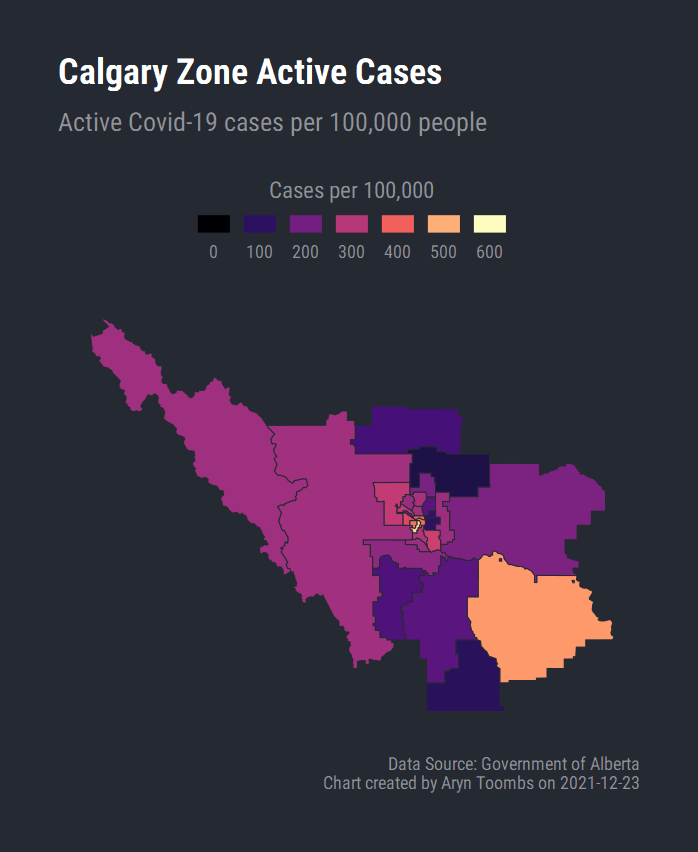 Calgary Zone Active Cases
Active Covid-19 cases per 100,000 people
Cases per 100,000
0 100 200 300 400 500 600
Data Source: Government of Alberta
Chart created by Aryn Toombs on 2021-12-23